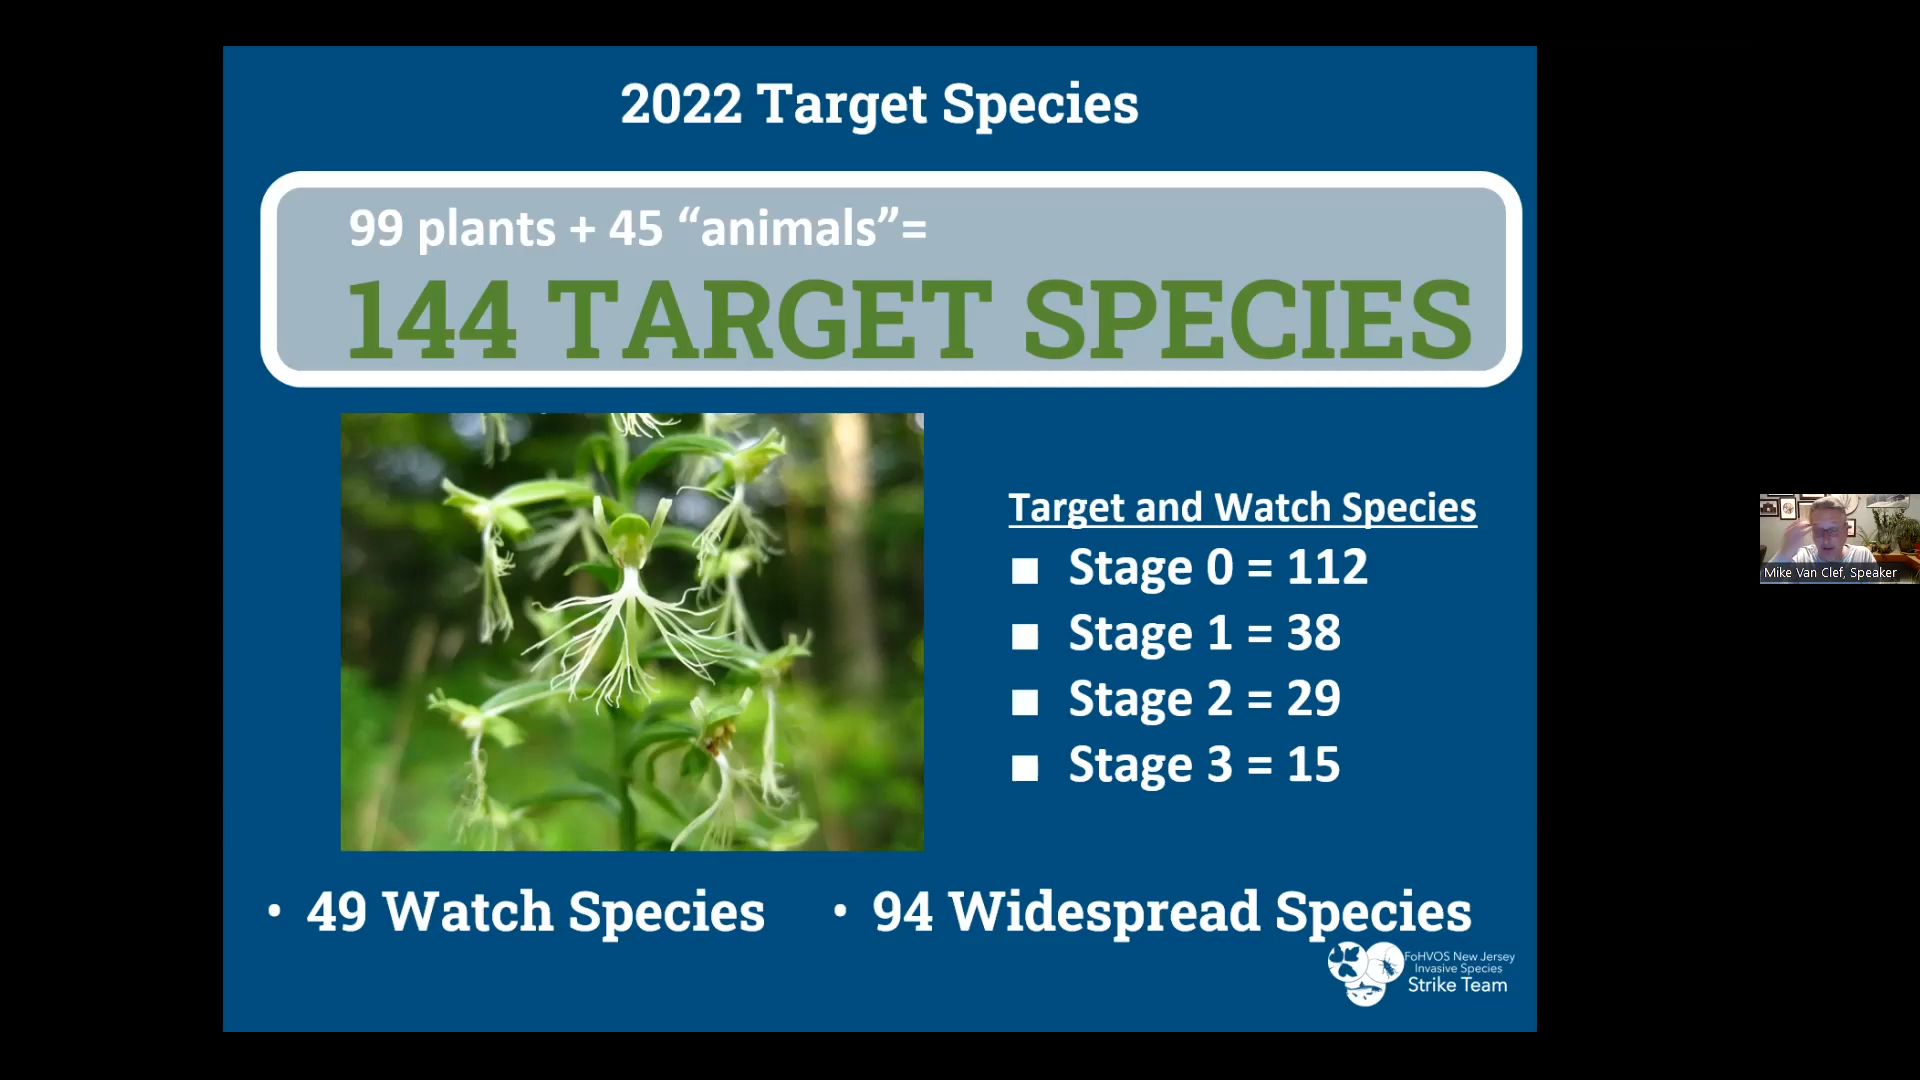 2022 Target Species
99 plants + 45 “animals”=
144 TARGET SPECIES
Target and Watch Species
■ Stage 0 = 112
■ Stage 1 = 38
■ Stage 2 = 29
■ Stage 3 = 15
• 49 Watch Species
• 94 Widespread Species
FoHVOS New Jersey
Invasive Species
Strike Team
Mike Van Clef, Speaker